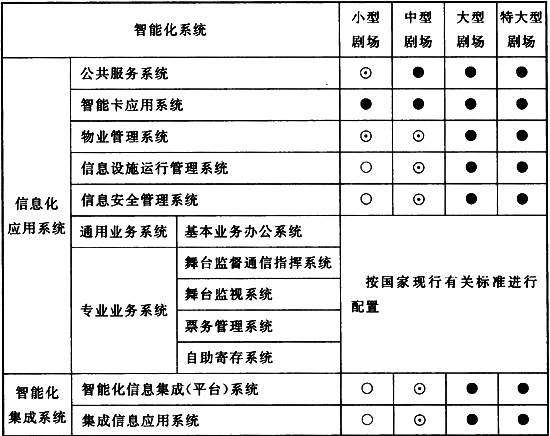 智能化系统 小型剧场 中型剧场 大型剧场 特大型剧场
信息化应用系统
公共服务系统 ⊙ ● ● ●
智能卡应用系统 ● ● ● ●
物业管理系统 ⊙ ⊙ ● ●
信息设施运行管理系统 ○ ⊙ ● ●
信息安全管理系统 ○ ⊙ ● ●
通用业务系统 基本业务办公系统
专业业务系统
舞台监督通信指挥系统
舞台监视系统
票务管理系统
自助寄存系统
按国家现行有关标准进行
配置
智能化集成系统
智能化信息集成(平台)系统 ○ ⊙ ● ●
集成信息应用系统 ○ ⊙ ● ●